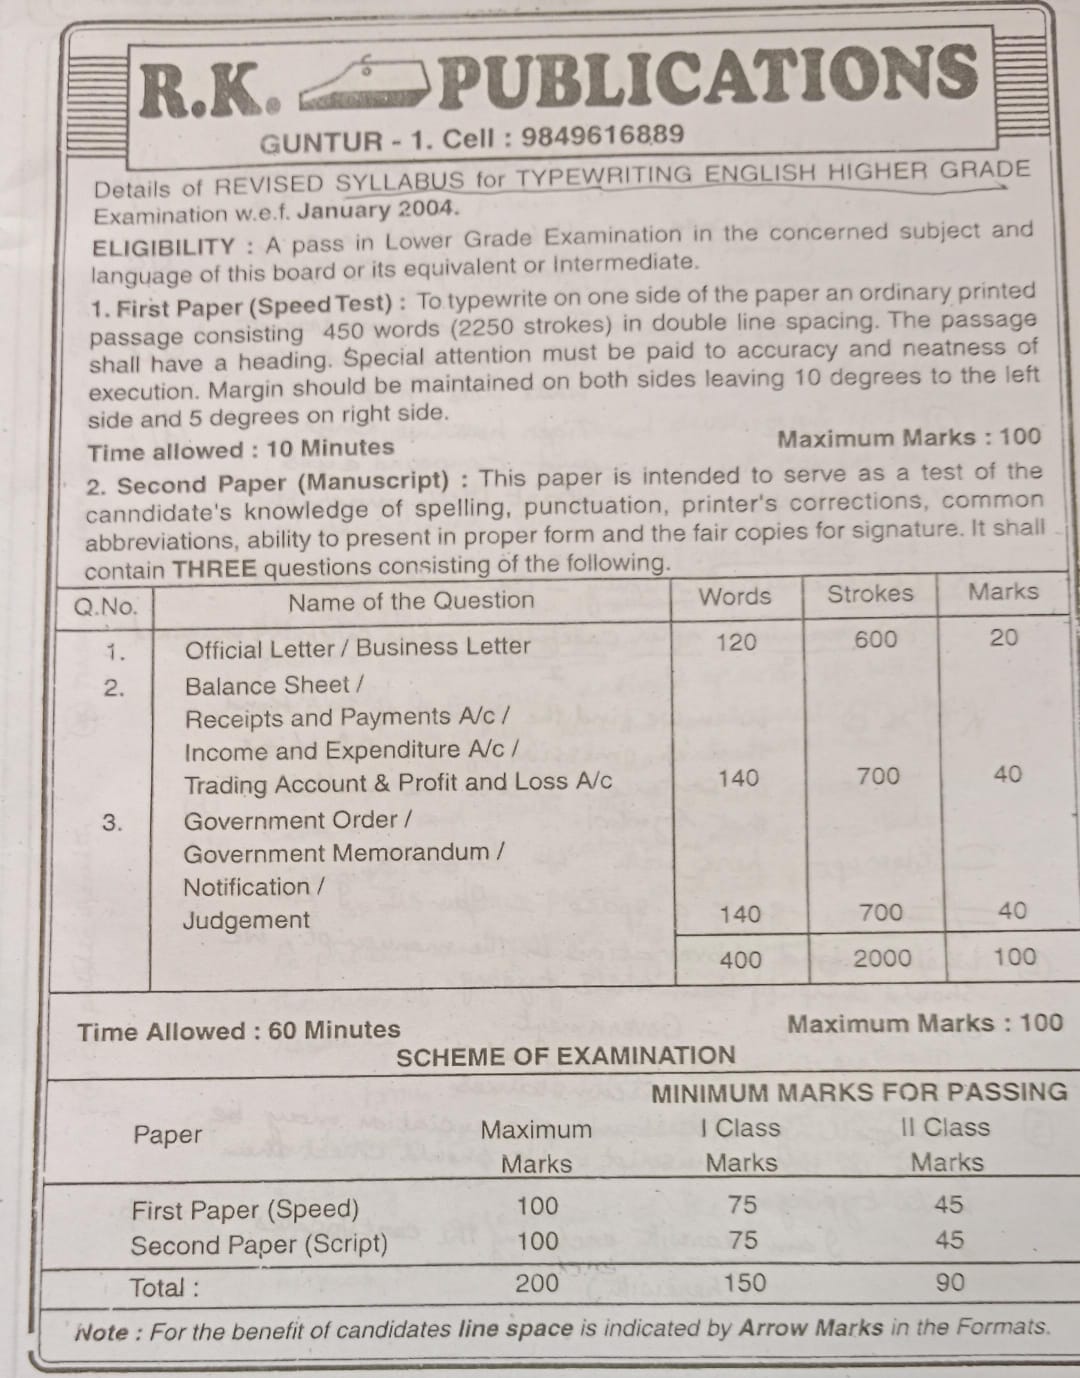 R.K. PUBLICATIONS
GUNTUR - 1. Cell : 9849616889
Details of REVISED SYLLABUS for TYPEWRITING ENGLISH HIGHER GRADE
Examination w.e.f. January 2004.
ELIGIBILITY : A pass in Lower Grade Examination in the concerned subject and
language of this board or its equivalent or Intermediate.
1. First Paper (Speed Test) : To typewrite on one side of the paper an ordinary printed
passage consisting 450 words (2250 strokes) in double line spacing. The passage
shall have a heading. Special attention must be paid to accuracy and neatness of
execution. Margin should be maintained on both sides leaving 10 degrees to the left
side and 5 degrees on right side.
Time allowed : 10 Minutes Maximum Marks : 100
2. Second Paper (Manuscript) : This paper is intended to serve as a test of the
canndidate's knowledge of spelling, punctuation, printer's corrections, common
abbreviations, ability to present in proper form and the fair copies for signature. It shall
contain THREE questions consisting of the following.
Q.No. Name of the Question Words Strokes Marks
1. Official Letter / Business Letter 120 600 20
2. Balance Sheet /
Receipts and Payments A/c /
Income and Expenditure A/c /
Trading Account & Profit and Loss A/c 140 700 40
3. Government Order /
Government Memorandum /
Notification /
Judgement 140 700 40
400 2000 100
Time Allowed : 60 Minutes Maximum Marks : 100
SCHEME OF EXAMINATION
MINIMUM MARKS FOR PASSING
Paper Maximum I Class II Class
Marks Marks Marks
First Paper (Speed) 100 75 45
Second Paper (Script) 100 75 45
Total : 200 150 90
Note : For the benefit of candidates line space is indicated by Arrow Marks in the Formats.